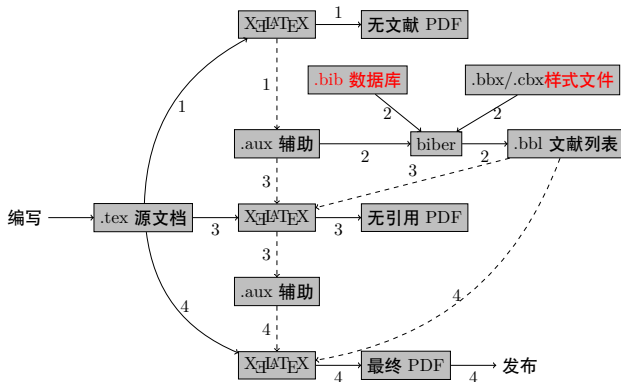 XƎLATEX 1 无文献 PDF
1 1
.bib 数据库 .bbx/.cbx样式文件
2 2
.aux 辅助 2 biber 2 .bbl 文献列表
3 3
编写 .tex 源文档 3 XƎLATEX 3 无引用 PDF
3
.aux 辅助
4 4 4
XƎLATEX 4 最终 PDF 4 发布